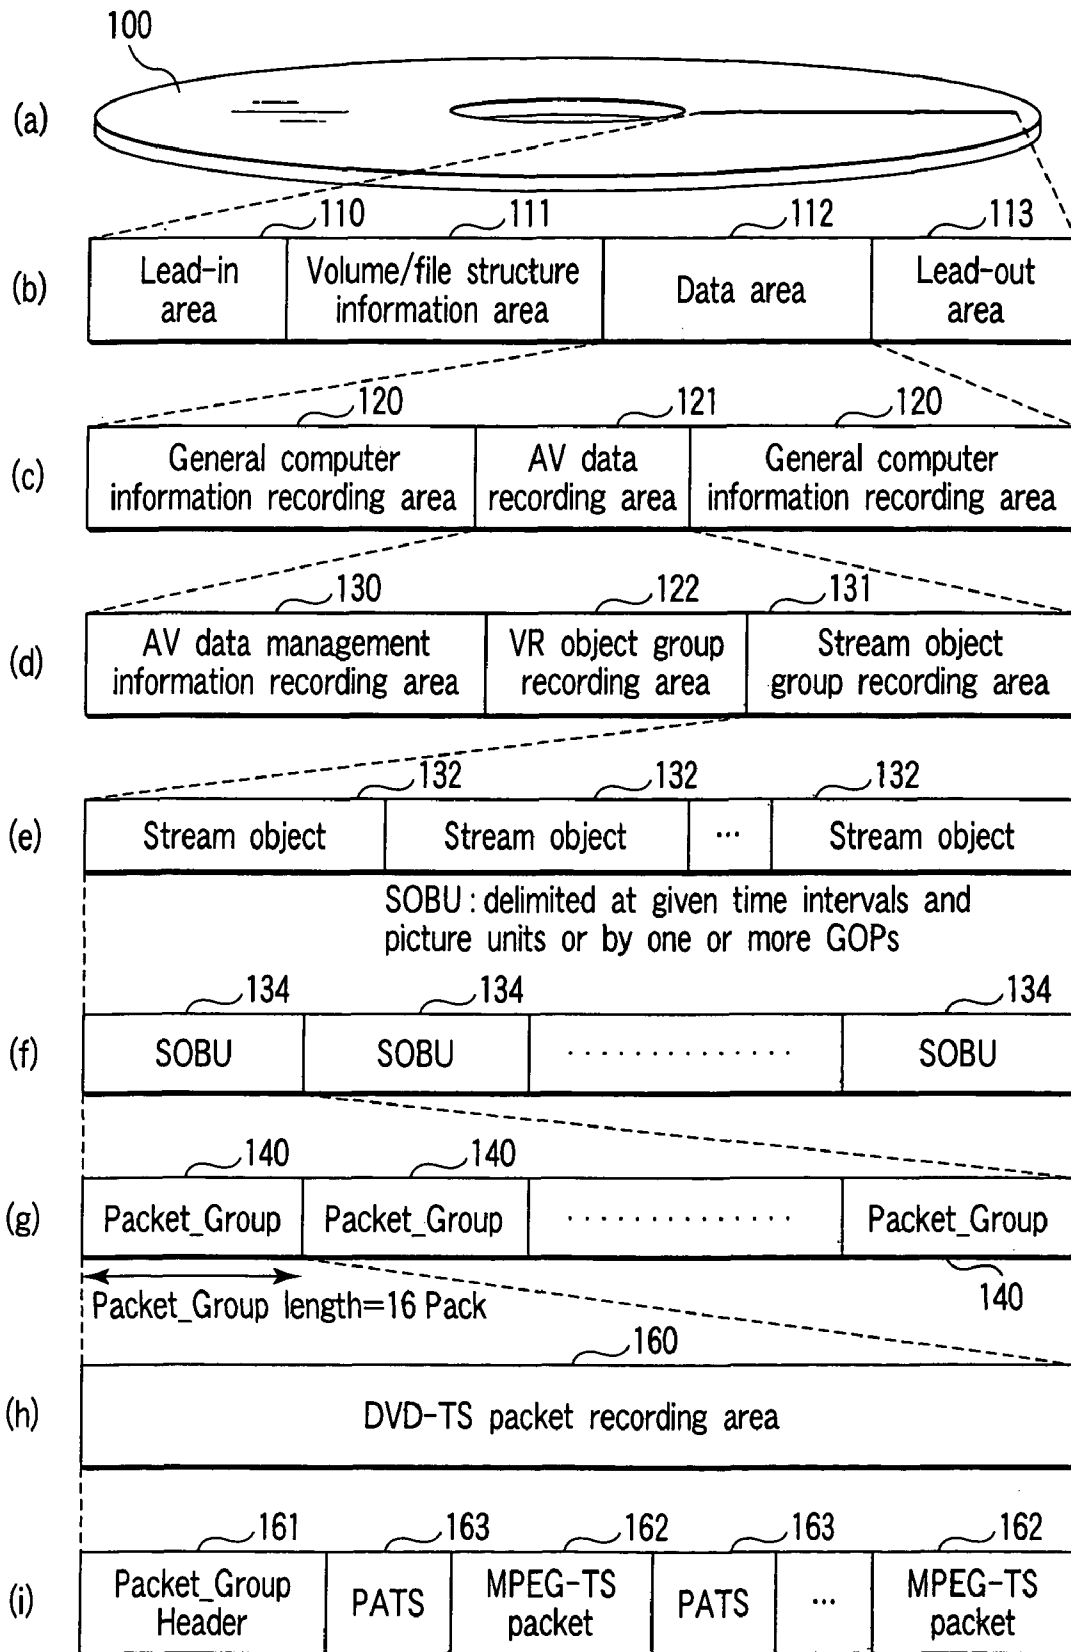 100
(a)
110 111 112 113
(b) Lead-in area Volume/file structure information area Data area Lead-out area
120 121 120
(c) General computer information recording area AV data recording area General computer information recording area
130 122 131
(d) AV data management information recording area VR object group recording area Stream object group recording area
132 132 132
(e) Stream object Stream object ... Stream object
SOBU : delimited at given time intervals and
picture units or by one or more GOPs
134 134 134
(f) SOBU SOBU .............. SOBU
140 140
(g) Packet_Group Packet_Group .............. Packet_Group
140
Packet_Group length=16 Pack
160
(h) DVD-TS packet recording area
161 163 162 163 162
(i) Packet_Group Header PATS MPEG-TS packet PATS ... MPEG-TS packet